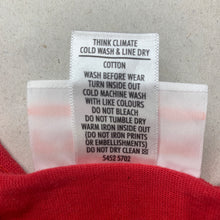 THINK CLIMATE
COLD WASH & LINE DRY
COTTON
WASH BEFORE WEAR
TURN INSIDE OUT
COLD MACHINE WASH
WITH LIKE COLOURS
DO NOT BLEACH
DO NOT TUMBLE DRY
WARM IRON INSIDE OUT
(DO NOT IRON PRINTS
OR EMBELLISHMENTS)
DO NOT DRY CLEAN
5452 5702